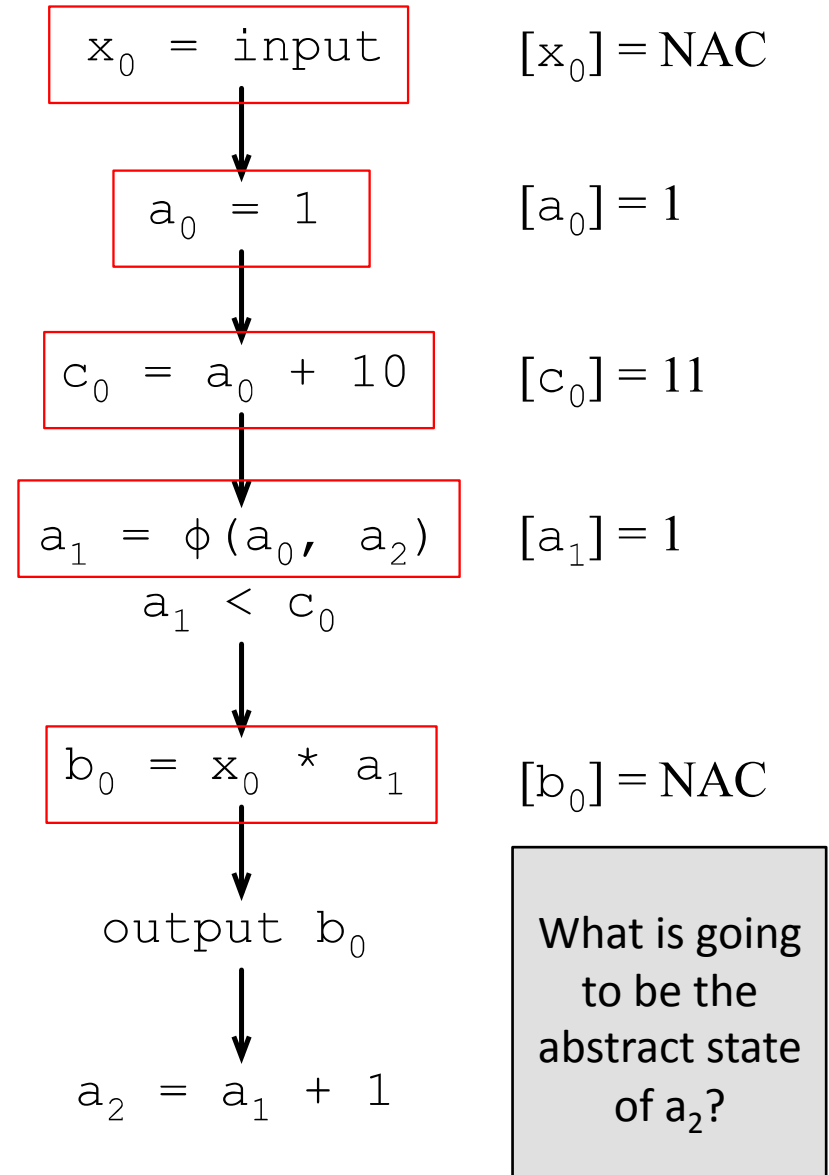 x₀ = input [x₀] = NAC
a₀ = 1 [a₀] = 1
c₀ = a₀ + 10 [c₀] = 11
a₁ = ϕ(a₀, a₂) [a₁] = 1
a₁ < c₀
b₀ = x₀ * a₁ [b₀] = NAC
output b₀
a₂ = a₁ + 1
What is going
to be the
abstract state
of a₂?